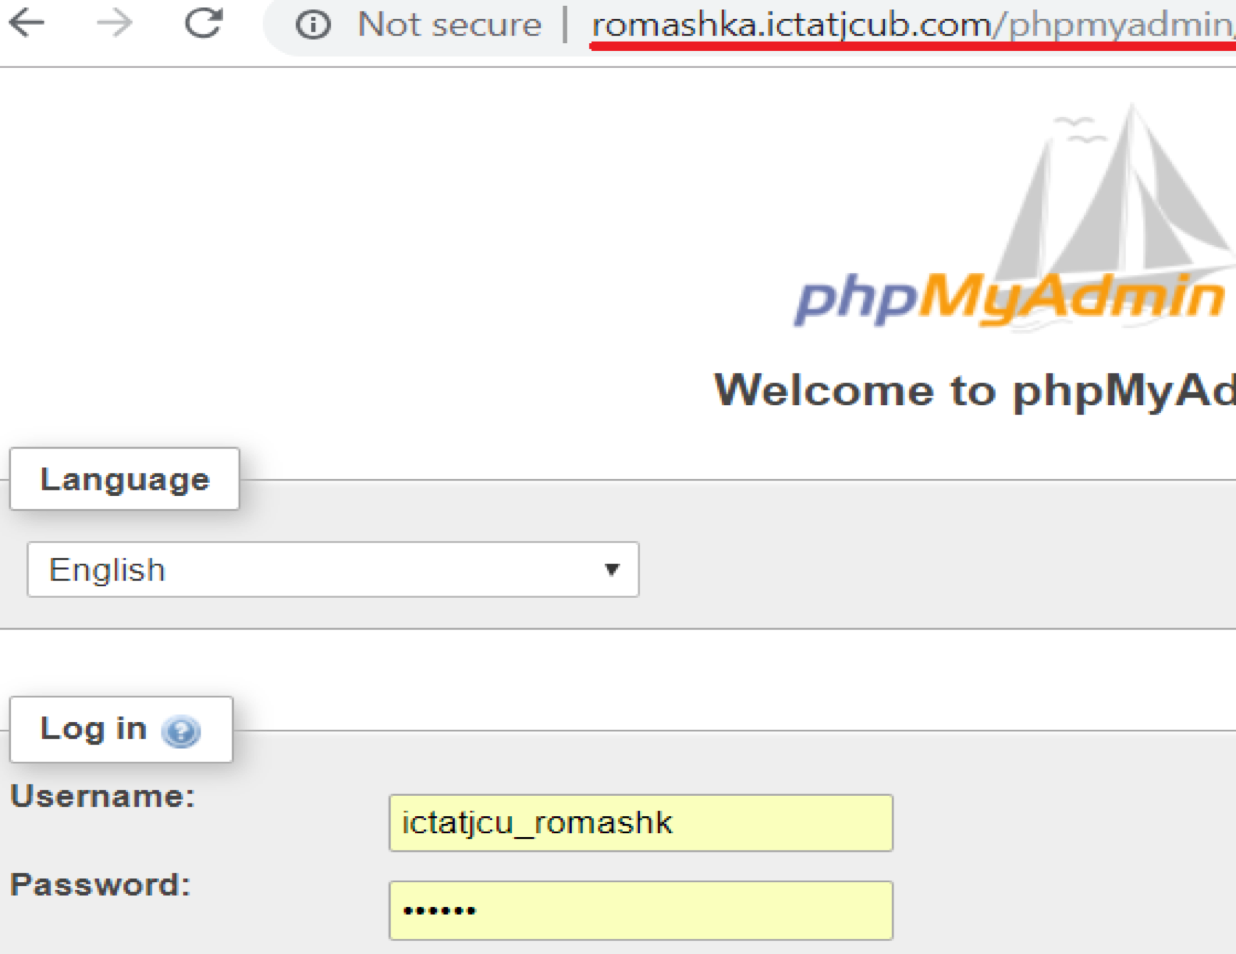 Not secure | romashka.ictatjcub.com/phpmyadmin/
phpMyAdmin
Welcome to phpMyAd
Language
English
Log in
Username:
ictatjcu_romashk
Password:
••••••